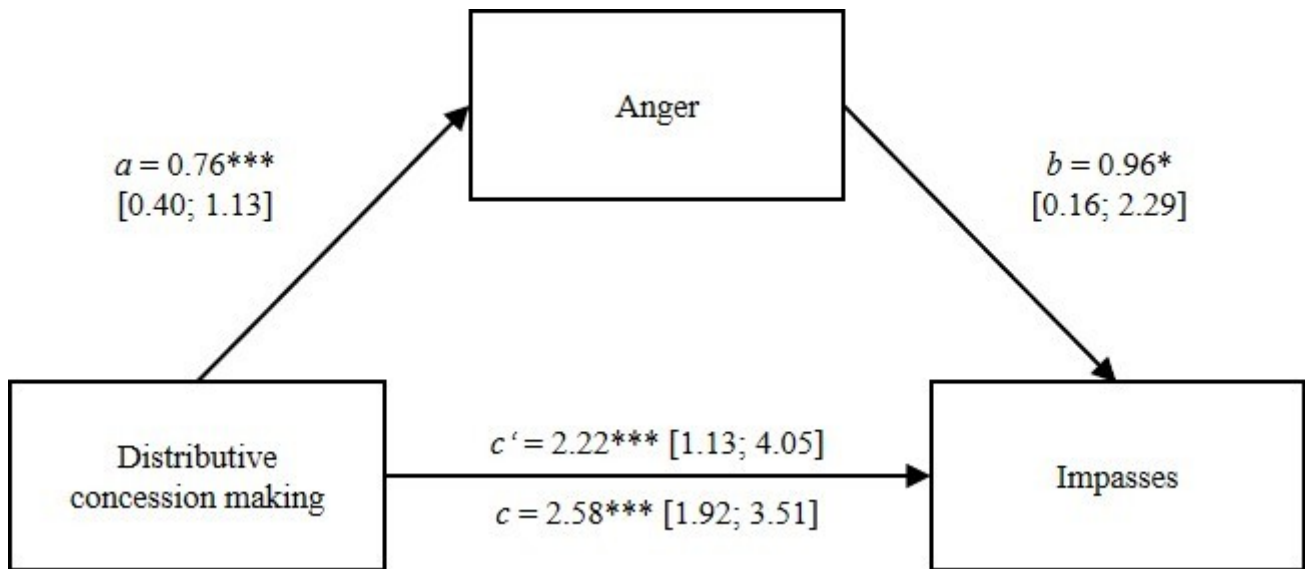 Anger
a = 0.76***
[0.40; 1.13]
b = 0.96*
[0.16; 2.29]
Distributive
concession making
c‘ = 2.22*** [1.13; 4.05]
c = 2.58*** [1.92; 3.51]
Impasses